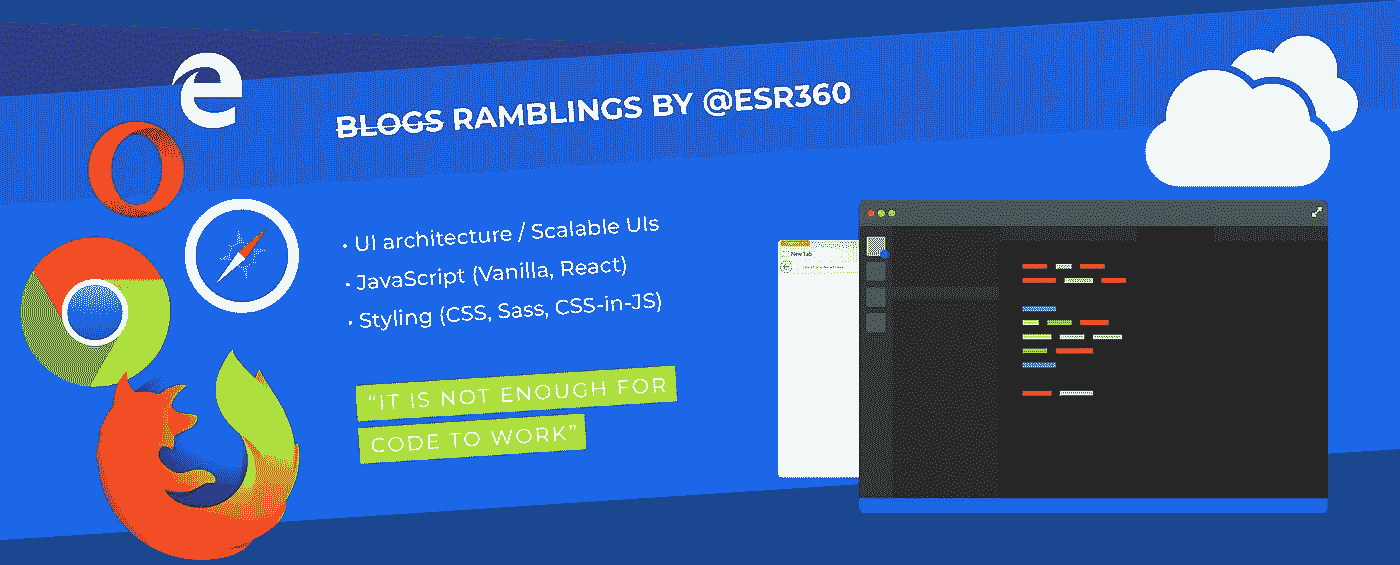 BLOGS RAMBLINGS BY @ESR360
• UI architecture / Scalable UIs
• JavaScript (Vanilla, React)
• Styling (CSS, Sass, CSS-in-JS)
“IT IS NOT ENOUGH FOR
CODE TO WORK”
New Tab